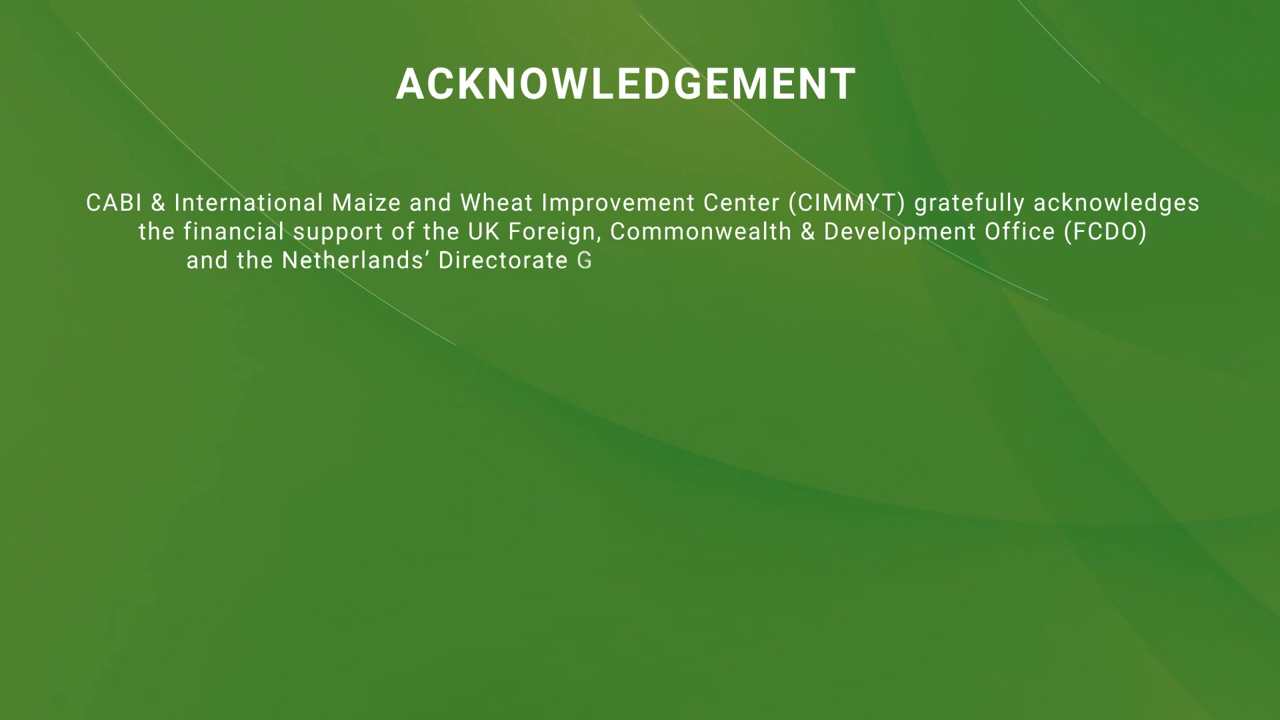 ACKNOWLEDGEMENT
CABI & International Maize and Wheat Improvement Center (CIMMYT) gratefully acknowledges
the financial support of the UK Foreign, Commonwealth & Development Office (FCDO)
and the Netherlands’ Directorate G